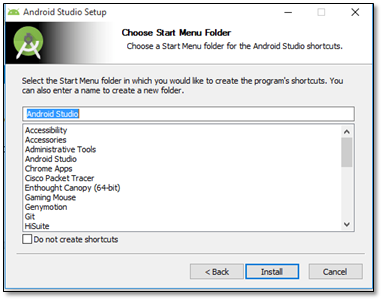 Android Studio Setup
Choose Start Menu Folder
Choose a Start Menu folder for the Android Studio shortcuts.
Select the Start Menu folder in which you would like to create the program's shortcuts. You
can also enter a name to create a new folder.
Android Studio
Accessibility
Accessories
Administrative Tools
Android Studio
Chrome Apps
Cisco Packet Tracer
Enthought Canopy (64-bit)
Gaming Mouse
Genymotion
Git
HiSuite
Do not create shortcuts
< Back
Install
Cancel